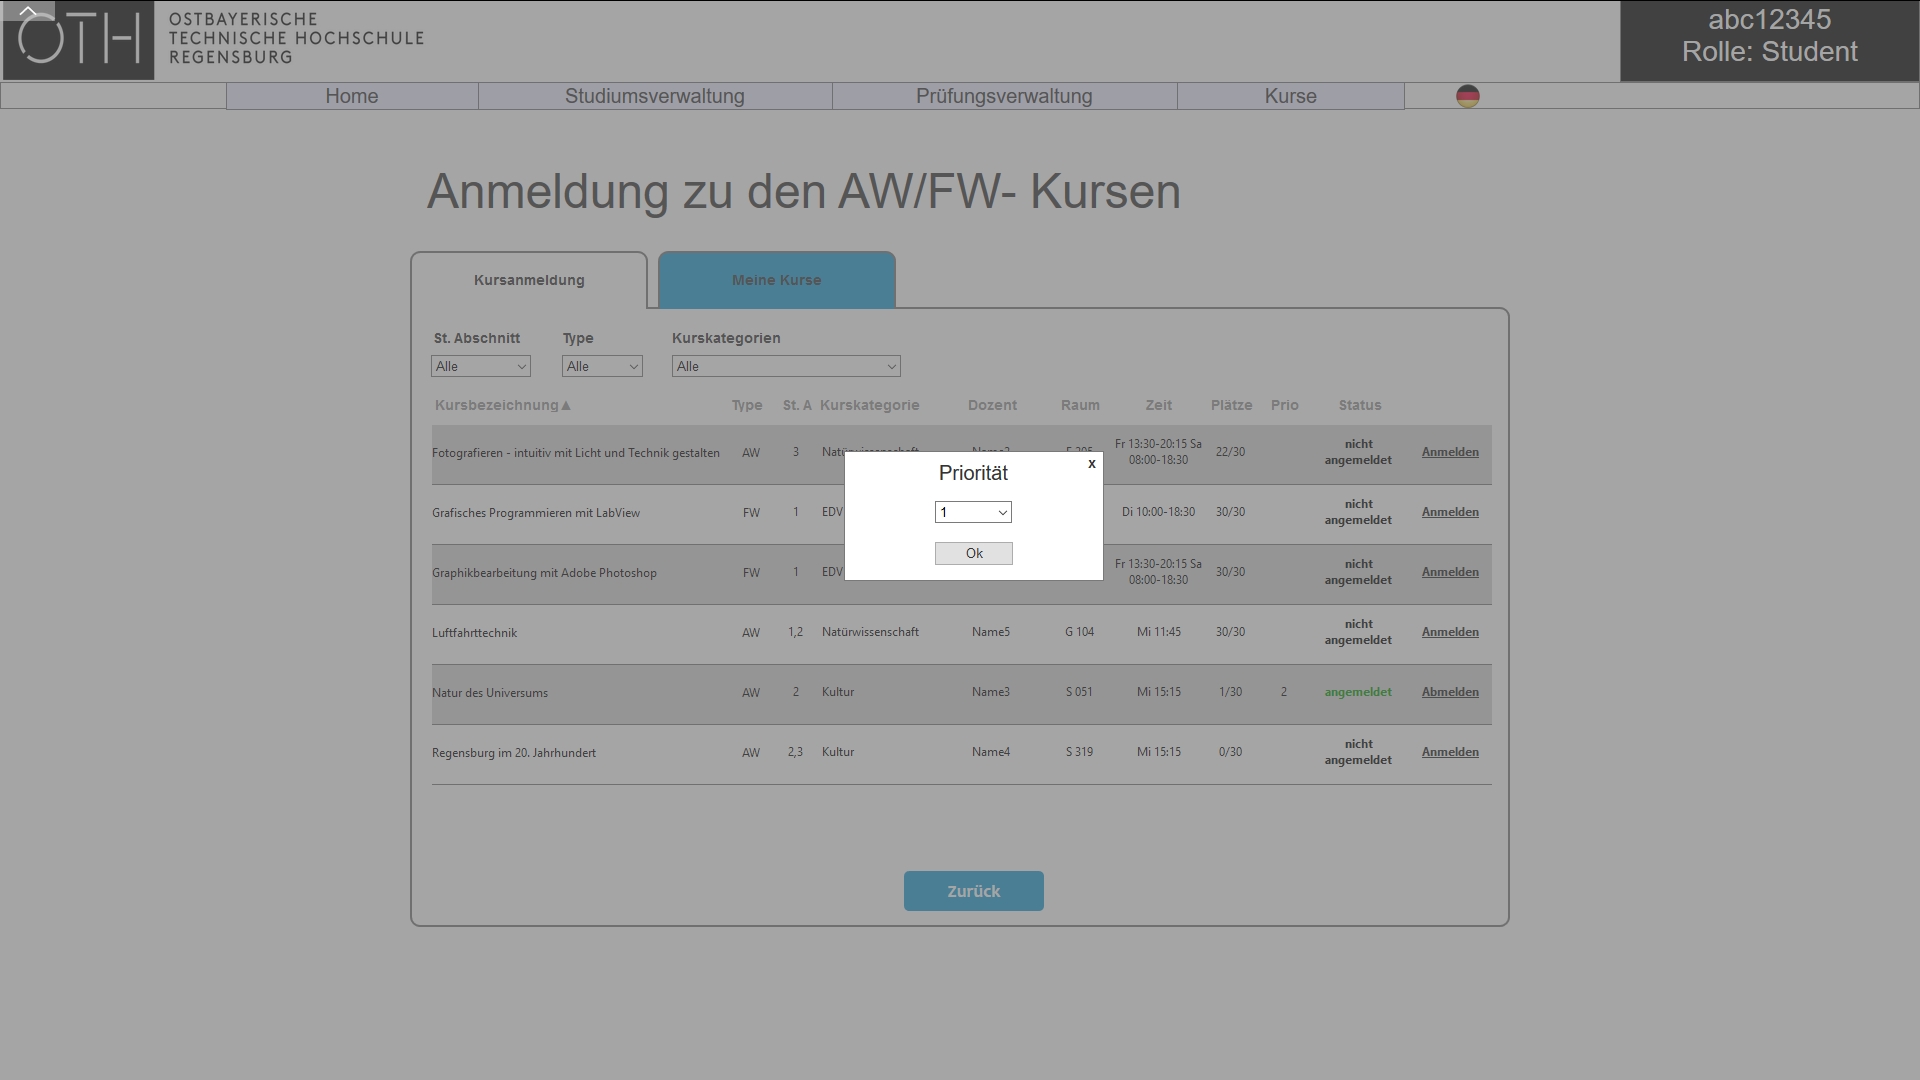 OTH
OSTBAYERISCHE
TECHNISCHE HOCHSCHULE
REGENSBURG
abc12345
Rolle: Student
Home Studiumsverwaltung Prüfungsverwaltung Kurse
Anmeldung zu den AW/FW- Kursen
Kursanmeldung Meine Kurse
St. Abschnitt Type Kurskategorien
Alle Alle Alle
Kursbezeichnung▲ Type St. A Kurskategorie Dozent Raum Zeit Plätze Prio Status
Fotografieren - intuitiv mit Licht und Technik gestalten AW 3 Fr 13:30-20:15 Sa 08:00-18:30 22/30 nicht angemeldet Anmelden
Grafisches Programmieren mit LabView FW 1 EDV Di 10:00-18:30 30/30 nicht angemeldet Anmelden
Graphikbearbeitung mit Adobe Photoshop FW 1 EDV Fr 13:30-20:15 Sa 08:00-18:30 30/30 nicht angemeldet Anmelden
Luftfahrttechnik AW 1,2 Natürwissenschaft Name5 G 104 Mi 11:45 30/30 nicht angemeldet Anmelden
Natur des Universums AW 2 Kultur Name3 S 051 Mi 15:15 1/30 2 angemeldet Abmelden
Regensburg im 20. Jahrhundert AW 2,3 Kultur Name4 S 319 Mi 15:15 0/30 nicht angemeldet Anmelden
Priorität x
1
Ok
Zurück